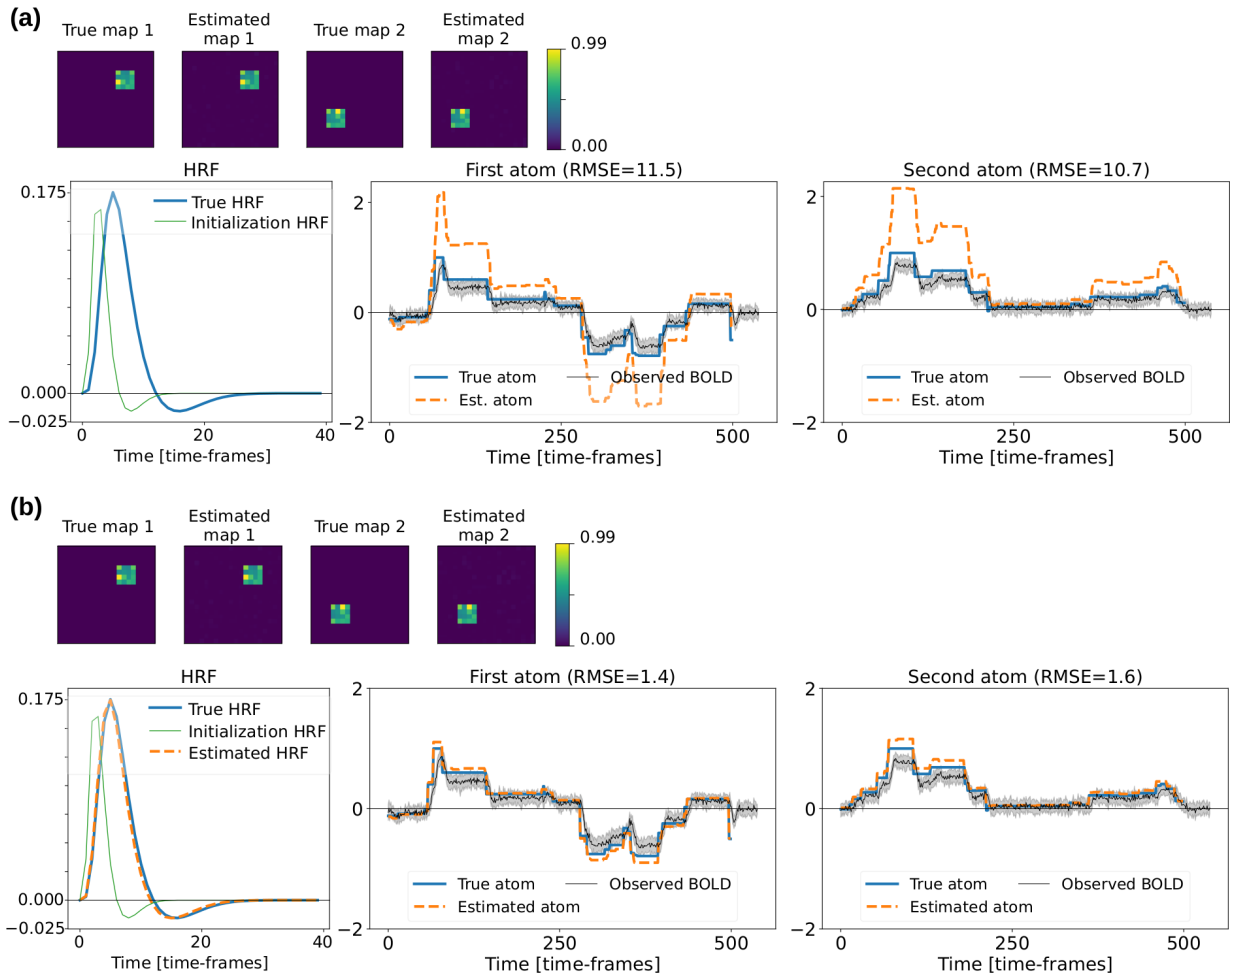 (a)
True map 1
Estimated
map 1
True map 2
Estimated
map 2
0.99
0.00
HRF
0.175
0.000
−0.025
0
20
40
Time [time-frames]
True HRF
Initialization HRF
First atom (RMSE=11.5)
2
0
−2
0
250
500
Time [time-frames]
True atom
Est. atom
Observed BOLD
Second atom (RMSE=10.7)
2
0
−2
0
250
500
Time [time-frames]
True atom
Est. atom
Observed BOLD
(b)
True map 1
Estimated
map 1
True map 2
Estimated
map 2
0.99
0.00
HRF
0.175
0.000
−0.025
0
20
40
Time [time-frames]
True HRF
Initialization HRF
Estimated HRF
First atom (RMSE=1.4)
2
0
−2
0
250
500
Time [time-frames]
True atom
Estimated atom
Observed BOLD
Second atom (RMSE=1.6)
2
0
−2
0
250
500
Time [time-frames]
True atom
Estimated atom
Observed BOLD